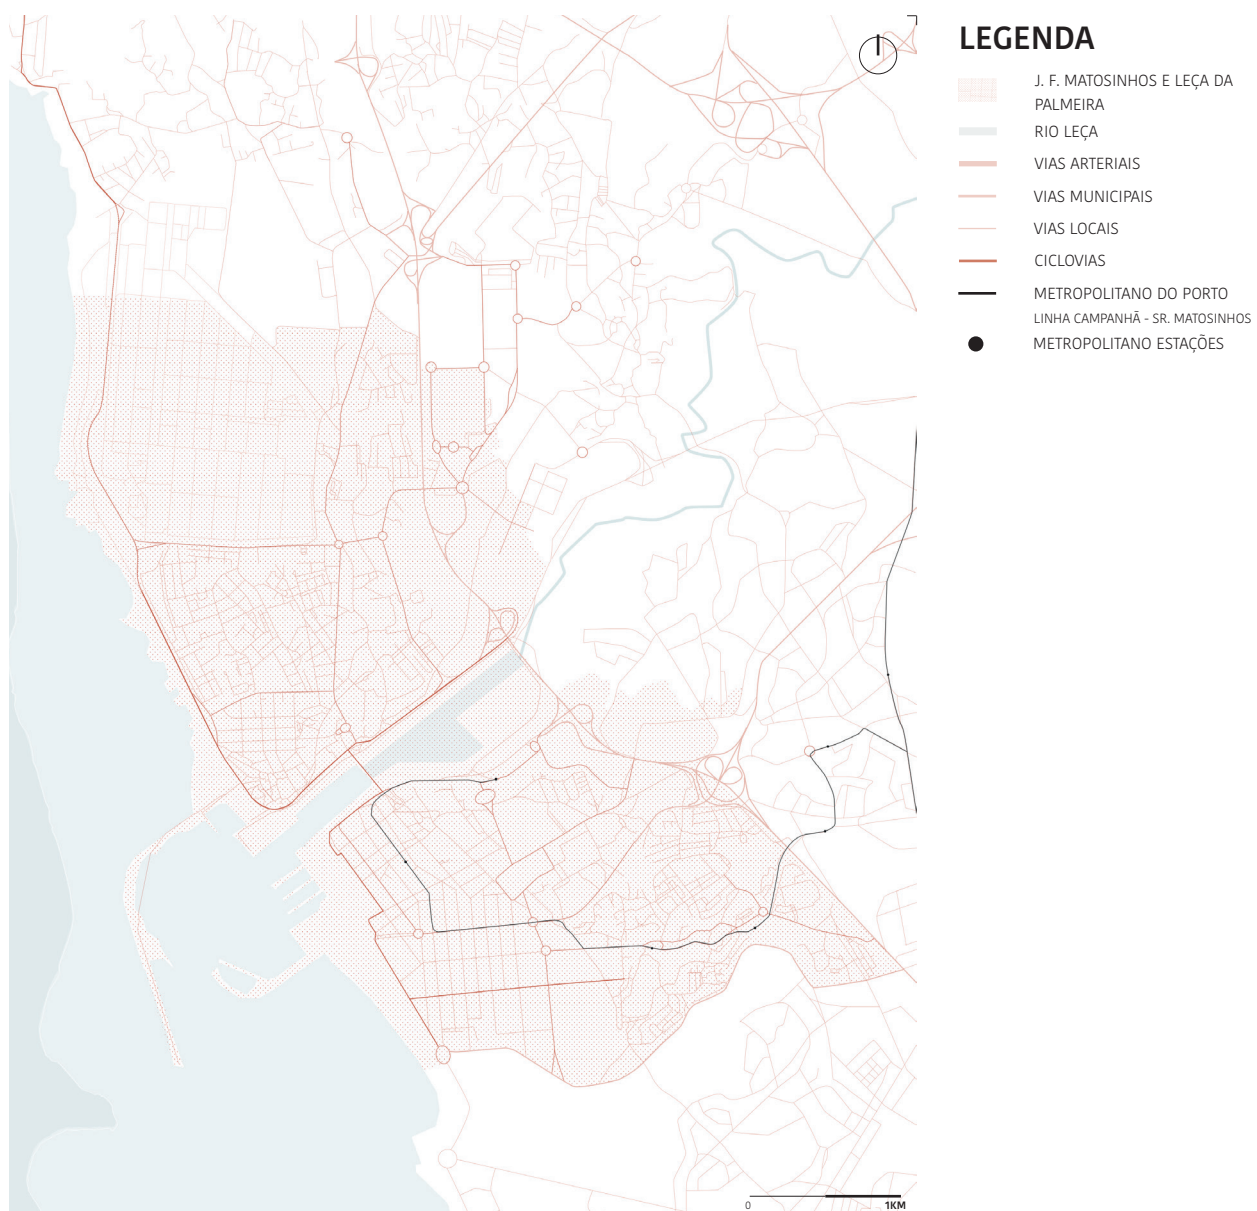 LEGENDA
J. F. MATOSINHOS E LEÇA DA
PALMEIRA
RIO LEÇA
VIAS ARTERIAIS
VIAS MUNICIPAIS
VIAS LOCAIS
CICLOVIAS
METROPOLITANO DO PORTO
LINHA CAMPANHÃ - SR. MATOSINHOS
METROPOLITANO ESTAÇÕES
0 1KM